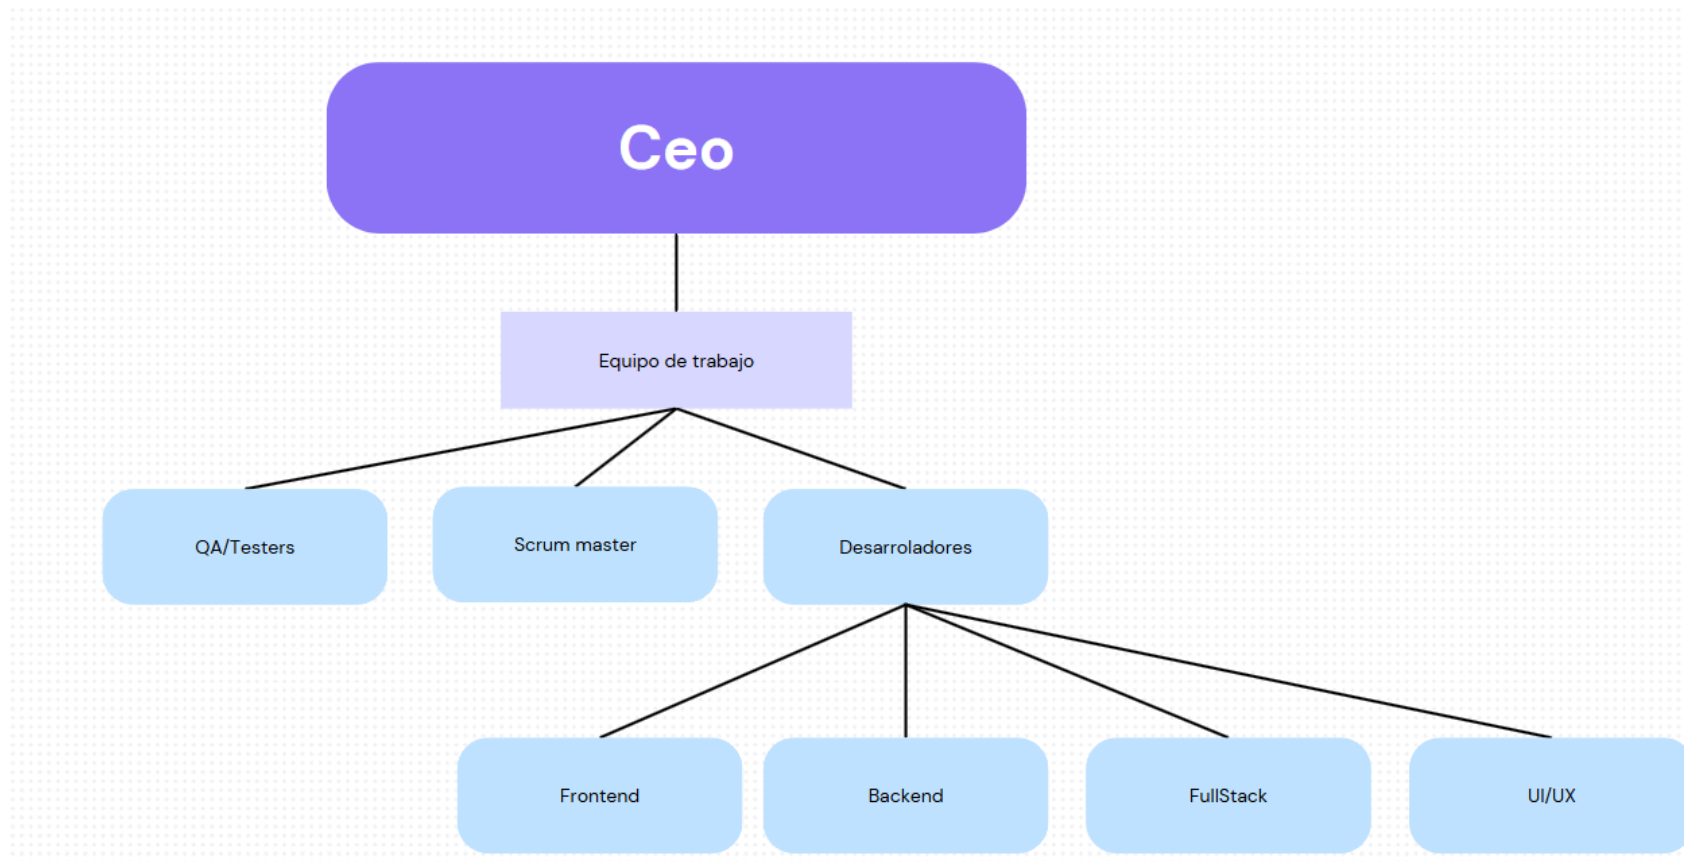 Ceo
Equipo de trabajo
QA/Testers
Scrum master
Desarroladores
Frontend
Backend
FullStack
UI/UX